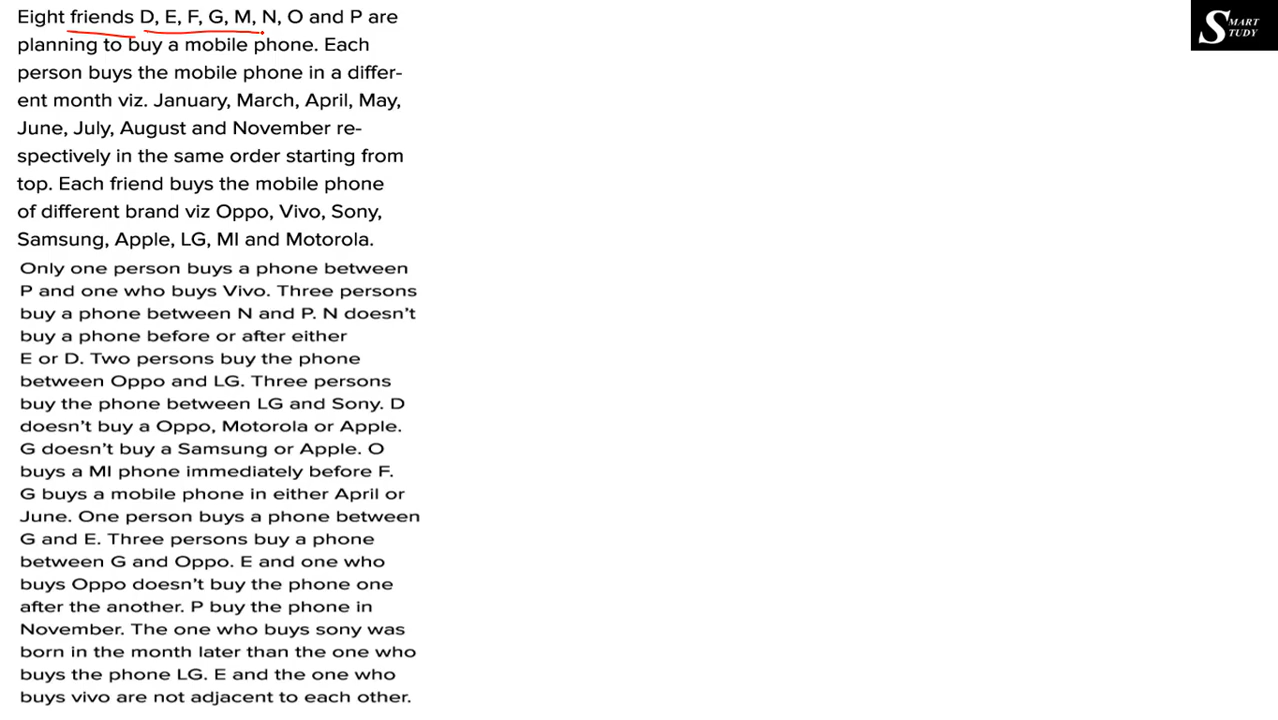 Eight friends D, E, F, G, M, N, O and P are
planning to buy a mobile phone. Each
person buys the mobile phone in a differ-
ent month viz. January, March, April, May,
June, July, August and November re-
spectively in the same order starting from
top. Each friend buys the mobile phone
of different brand viz Oppo, Vivo, Sony,
Samsung, Apple, LG, MI and Motorola.
Only one person buys a phone between
P and one who buys Vivo. Three persons
buy a phone between N and P. N doesn't
buy a phone before or after either
E or D. Two persons buy the phone
between Oppo and LG. Three persons
buy the phone between LG and Sony. D
doesn't buy a Oppo, Motorola or Apple.
G doesn't buy a Samsung or Apple. O
buys a MI phone immediately before F.
G buys a mobile phone in either April or
June. One person buys a phone between
G and E. Three persons buy a phone
between G and Oppo. E and one who
buys Oppo doesn't buy the phone one
after the another. P buy the phone in
November. The one who buys sony was
born in the month later than the one who
buys the phone LG. E and the one who
buys vivo are not adjacent to each other.
SMART
STUDY